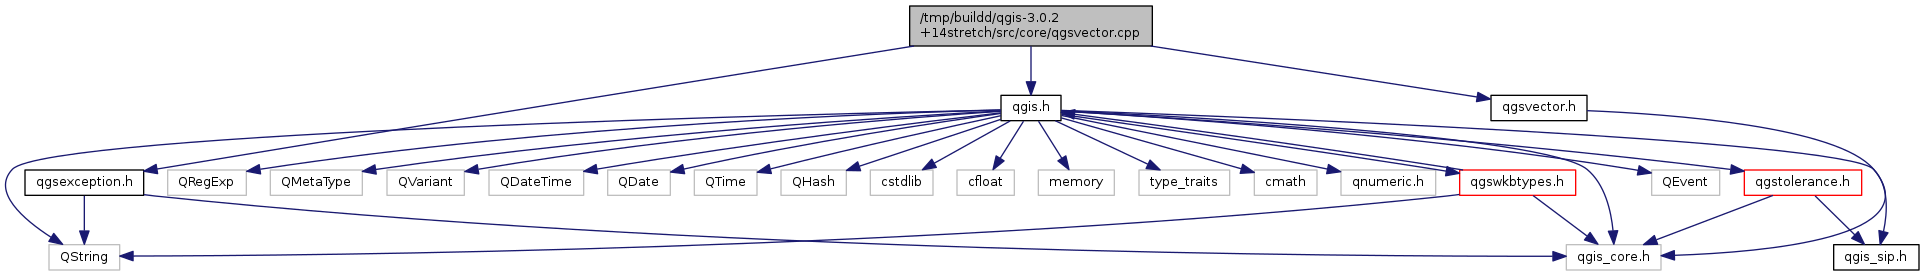 /tmp/buildd/qgis-3.0.2
+14stretch/src/core/qgsvector.cpp
qgis.h
qgsvector.h
qgsexception.h
QRegExp
QMetaType
QVariant
QDateTime
QDate
QTime
QHash
cstdlib
cfloat
memory
type_traits
cmath
qnumeric.h
qgswkbtypes.h
QEvent
qgstolerance.h
QString
qgis_core.h
qgis_sip.h